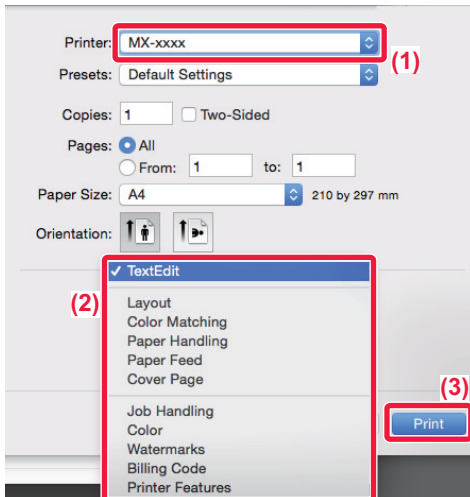 Printer: MX-xxxx
(1)
Presets: Default Settings
Copies: 1 Two-Sided
Pages: All
From: 1 to: 1
Paper Size: A4 210 by 297 mm
Orientation:
✓ TextEdit
(2)
Layout
Color Matching
Paper Handling
Paper Feed
Cover Page
(3)
Job Handling
Color
Print
Watermarks
Billing Code
Printer Features